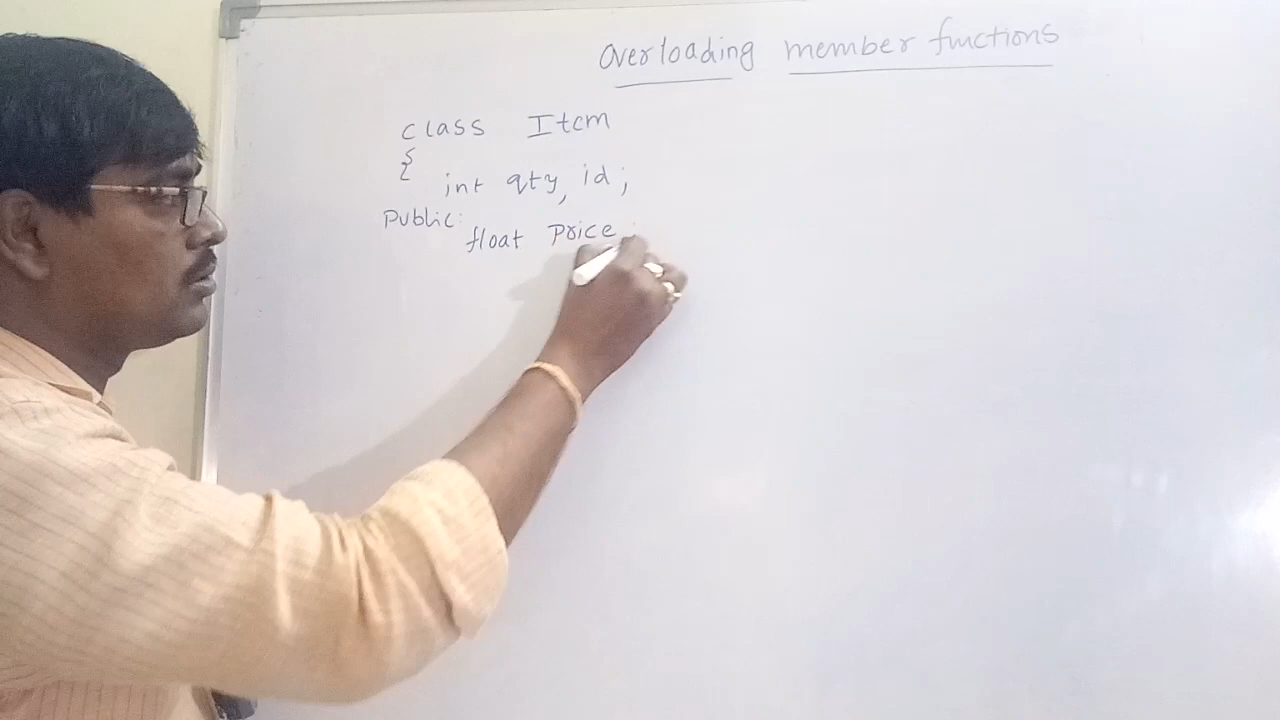 Overloading member functions
class Item
{
int qty, id;
Public:
float Price;